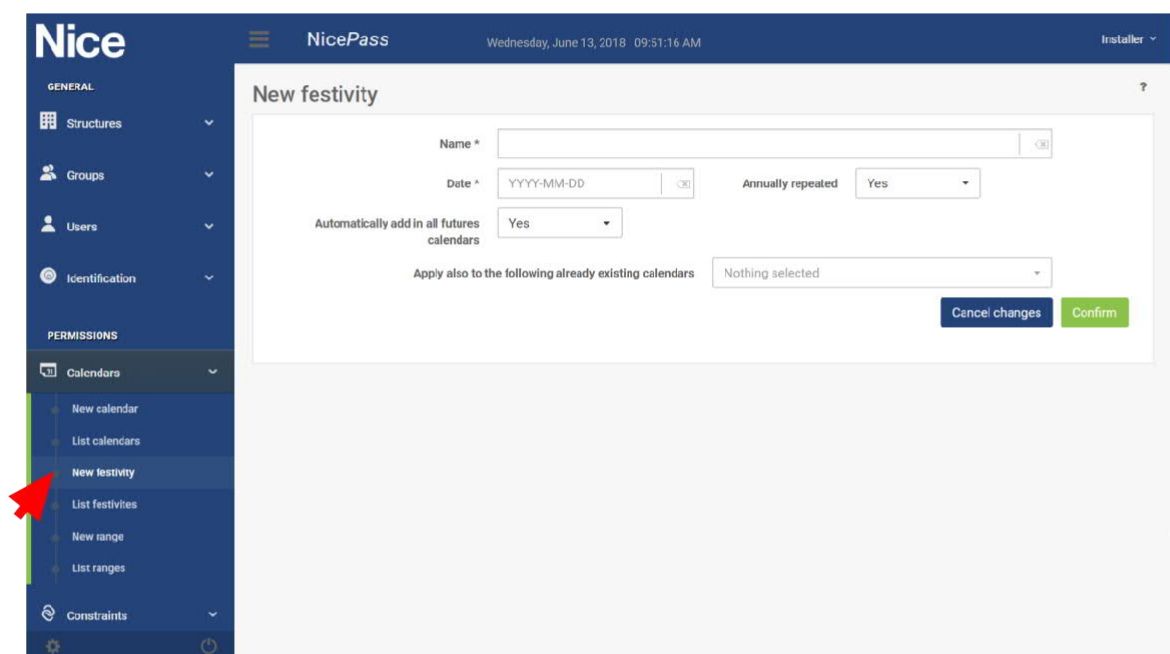 Nice
NicePass
Wednesday, June 13, 2018 09:51:16 AM
Installer
GENERAL
Structures
Groups
Users
Identification
PERMISSIONS
Calendars
New calendar
List calendars
New festivity
List festivites
New range
List ranges
Constraints
New festivity
?
Name *
Date *
YYYY-MM-DD
Annually repeated
Yes
Automatically add in all futures
calendars
Yes
Apply also to the following already existing calendars
Nothing selected
Cancel changes
Confirm